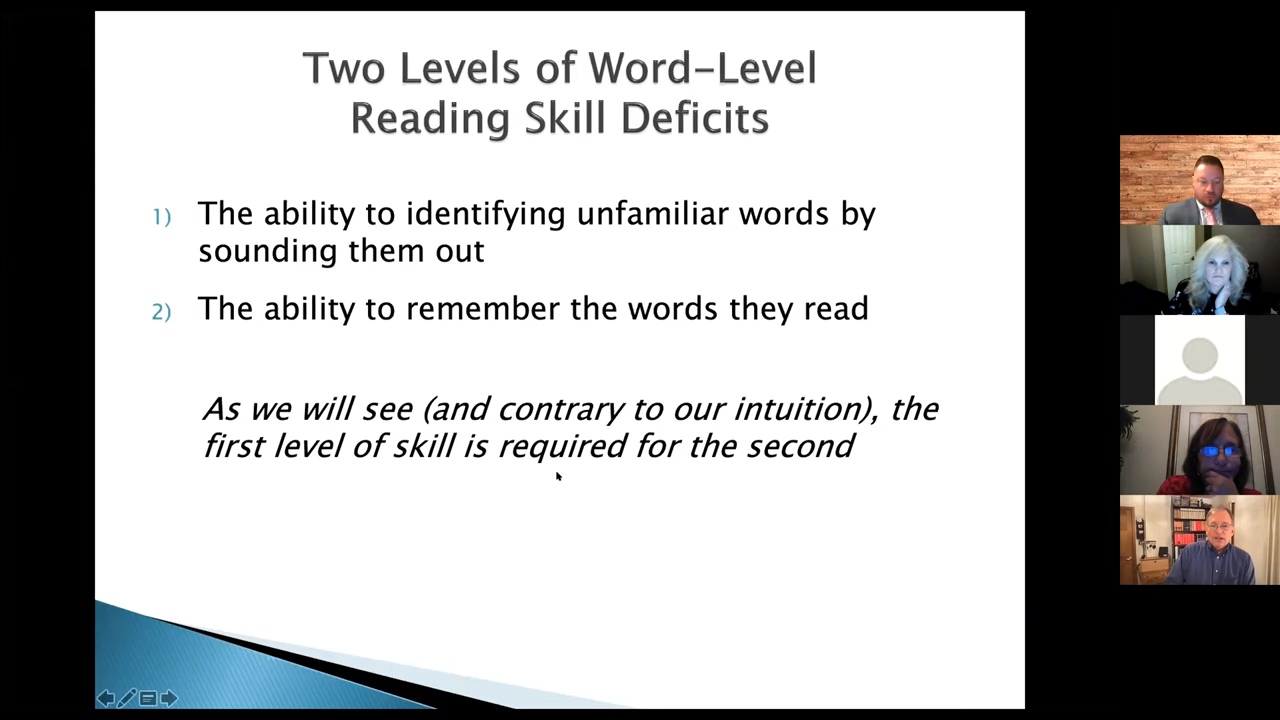 Two Levels of Word-Level
Reading Skill Deficits
1) The ability to identifying unfamiliar words by
sounding them out
2) The ability to remember the words they read
As we will see (and contrary to our intuition), the
first level of skill is required for the second